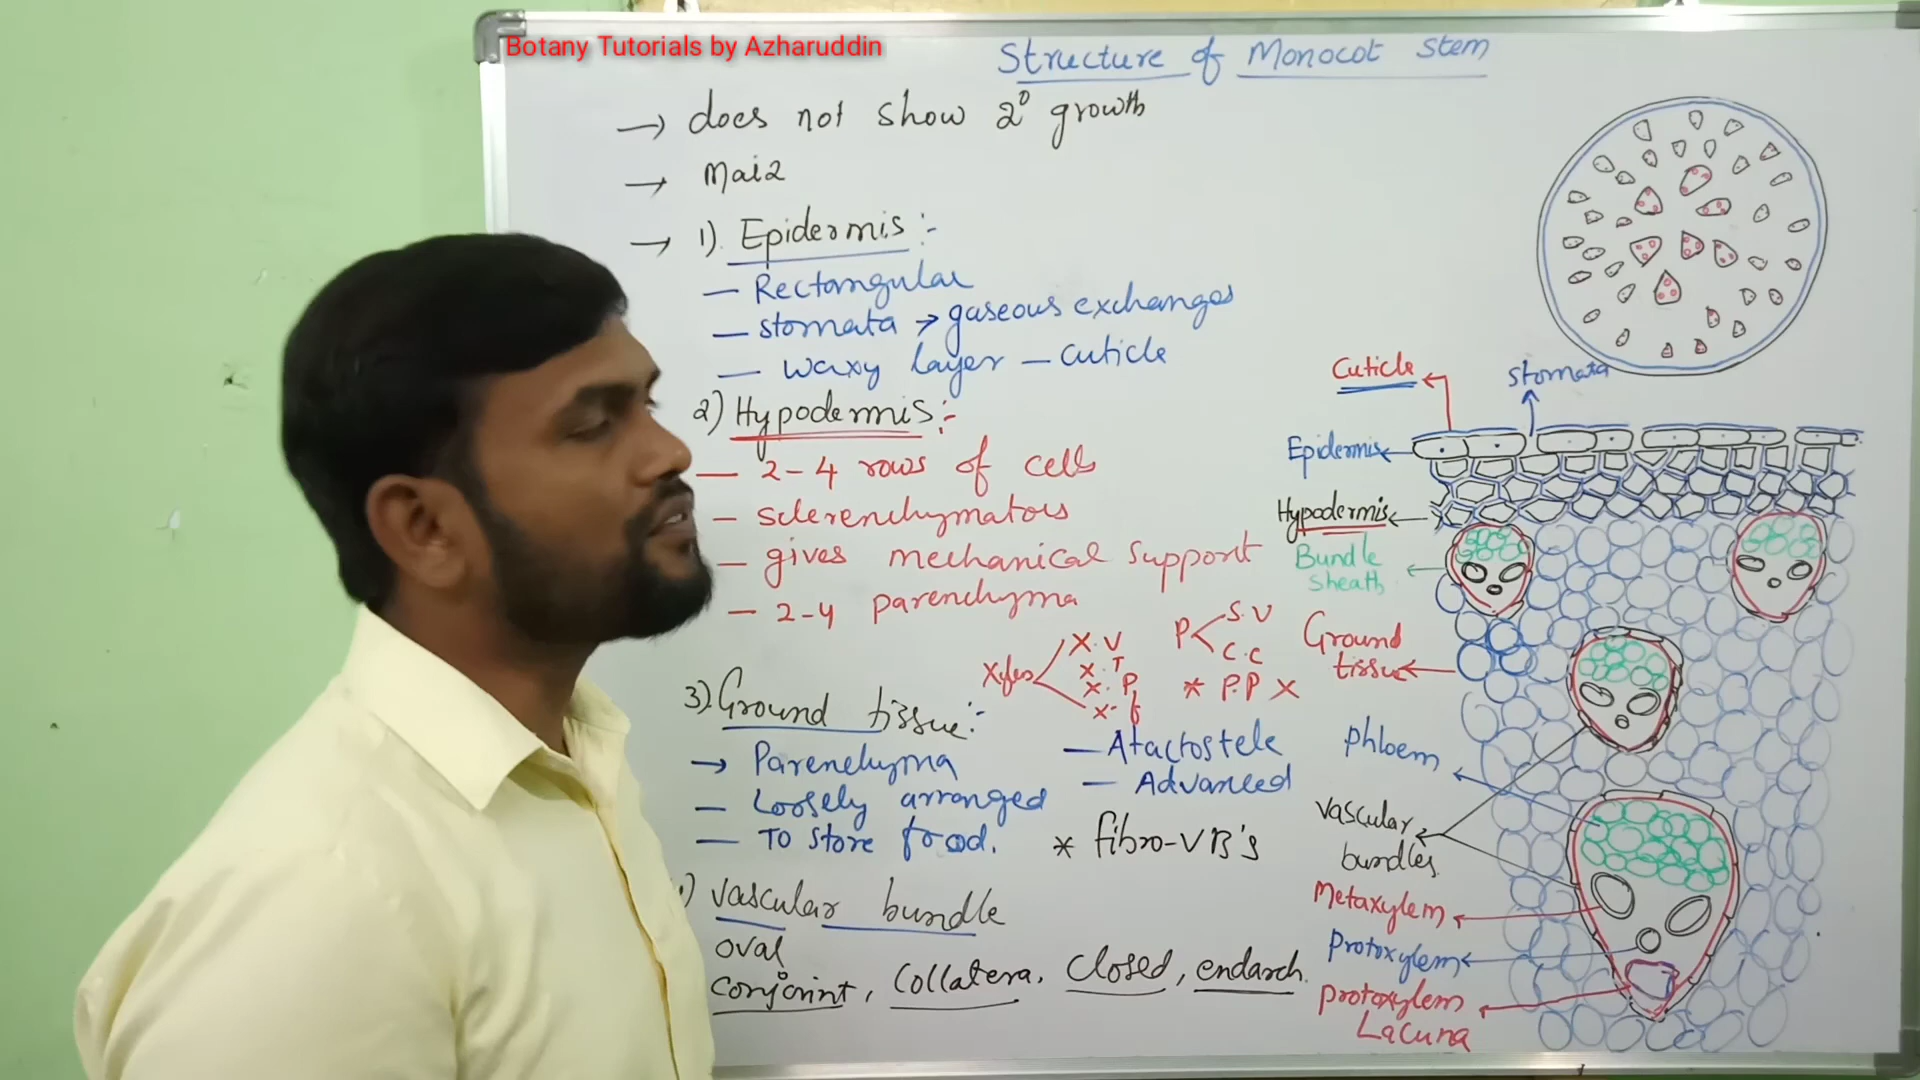 Botany Tutorials by Azharuddin
Structure of Monocot stem
→ does not show 2° growth
→ Maiz
→ 1). Epidermis :-
— Rectangular
— stomata → gaseous exchanges
— waxy layer — cuticle
2) Hypodermis :-
— 2-4 rows of cells
— sclerenchymatous
— gives mechanical support
— 2-4 parenchyma
Xylem
X.V
X.T
X.P
X.f
P
S.V
C.C
* P.P X
3). Ground tissue :-
→ Parenchyma
— Loosely arranged
— To store food.
— Atactostele
— Advanced
* fibro-VB's
) vascular bundle
oval
conjoint, collatera, closed, endarch.
Cuticle
stomata
Epidermis
Hypodermis
Bundle
sheath
Ground
tissue
phloem
vascular
bundles
Metaxylem
protoxylem
protoxylem
Lacuna